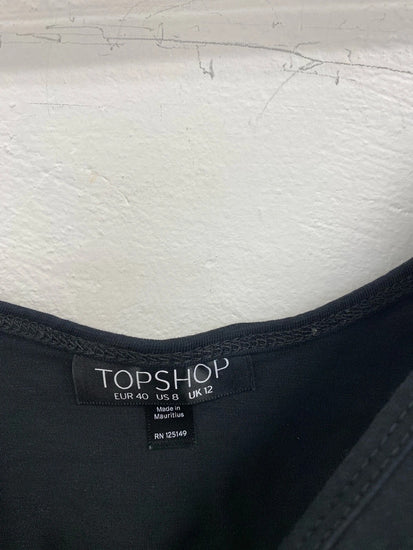 TOPSHOP
EUR 40 US 8 UK 12
Made in
Mauritius
RN 125149